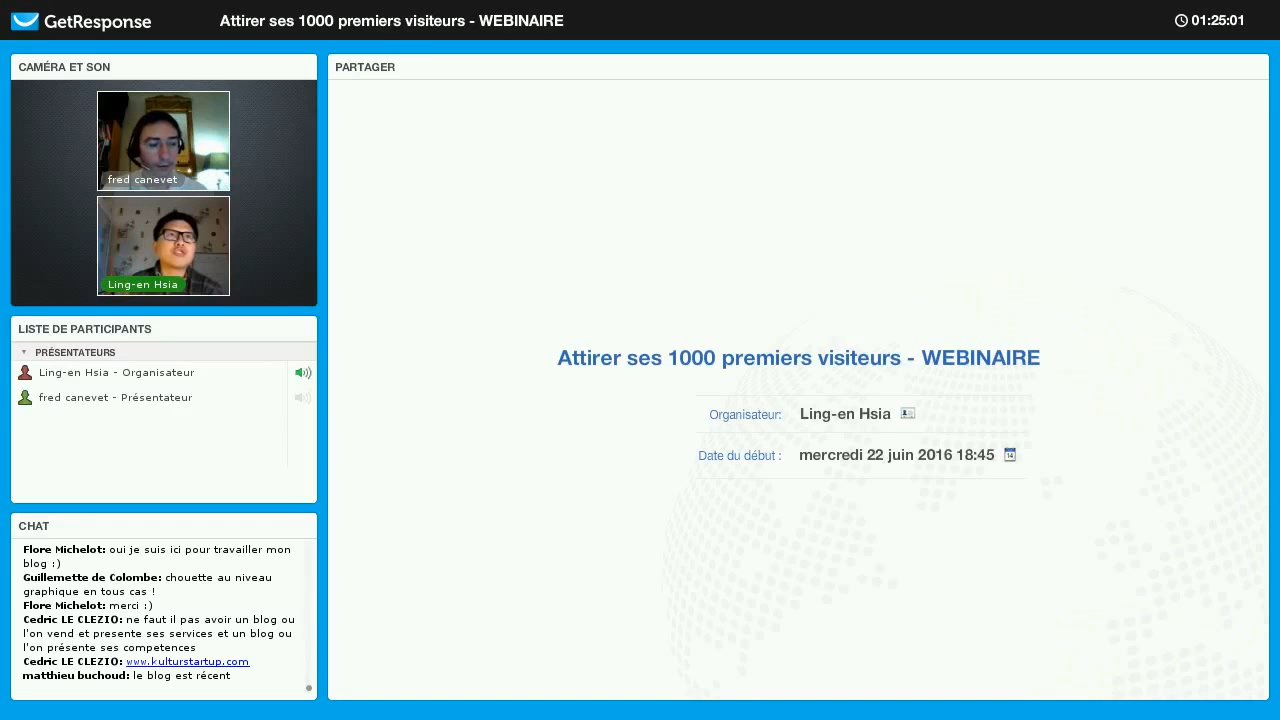 GetResponse
Attirer ses 1000 premiers visiteurs - WEBINAIRE
01:25:01
CAMÉRA ET SON
fred canevet
Ling-en Hsia
LISTE DE PARTICIPANTS
PRÉSENTATEURS
Ling-en Hsia - Organisateur
fred canevet - Présentateur
CHAT
Flore Michelot: oui je suis ici pour travailler mon
blog :)
Guillemette de Colombe: chouette au niveau
graphique en tous cas !
Flore Michelot: merci :)
Cedric LE CLEZIO: ne faut il pas avoir un blog ou
l'on vend et presente ses services et un blog ou
l'on présente ses competences
Cedric LE CLEZIO: www.kulturstartup.com
matthieu buchoud: le blog est récent
PARTAGER
Attirer ses 1000 premiers visiteurs - WEBINAIRE
Organisateur: Ling-en Hsia
Date du début : mercredi 22 juin 2016 18:45
14